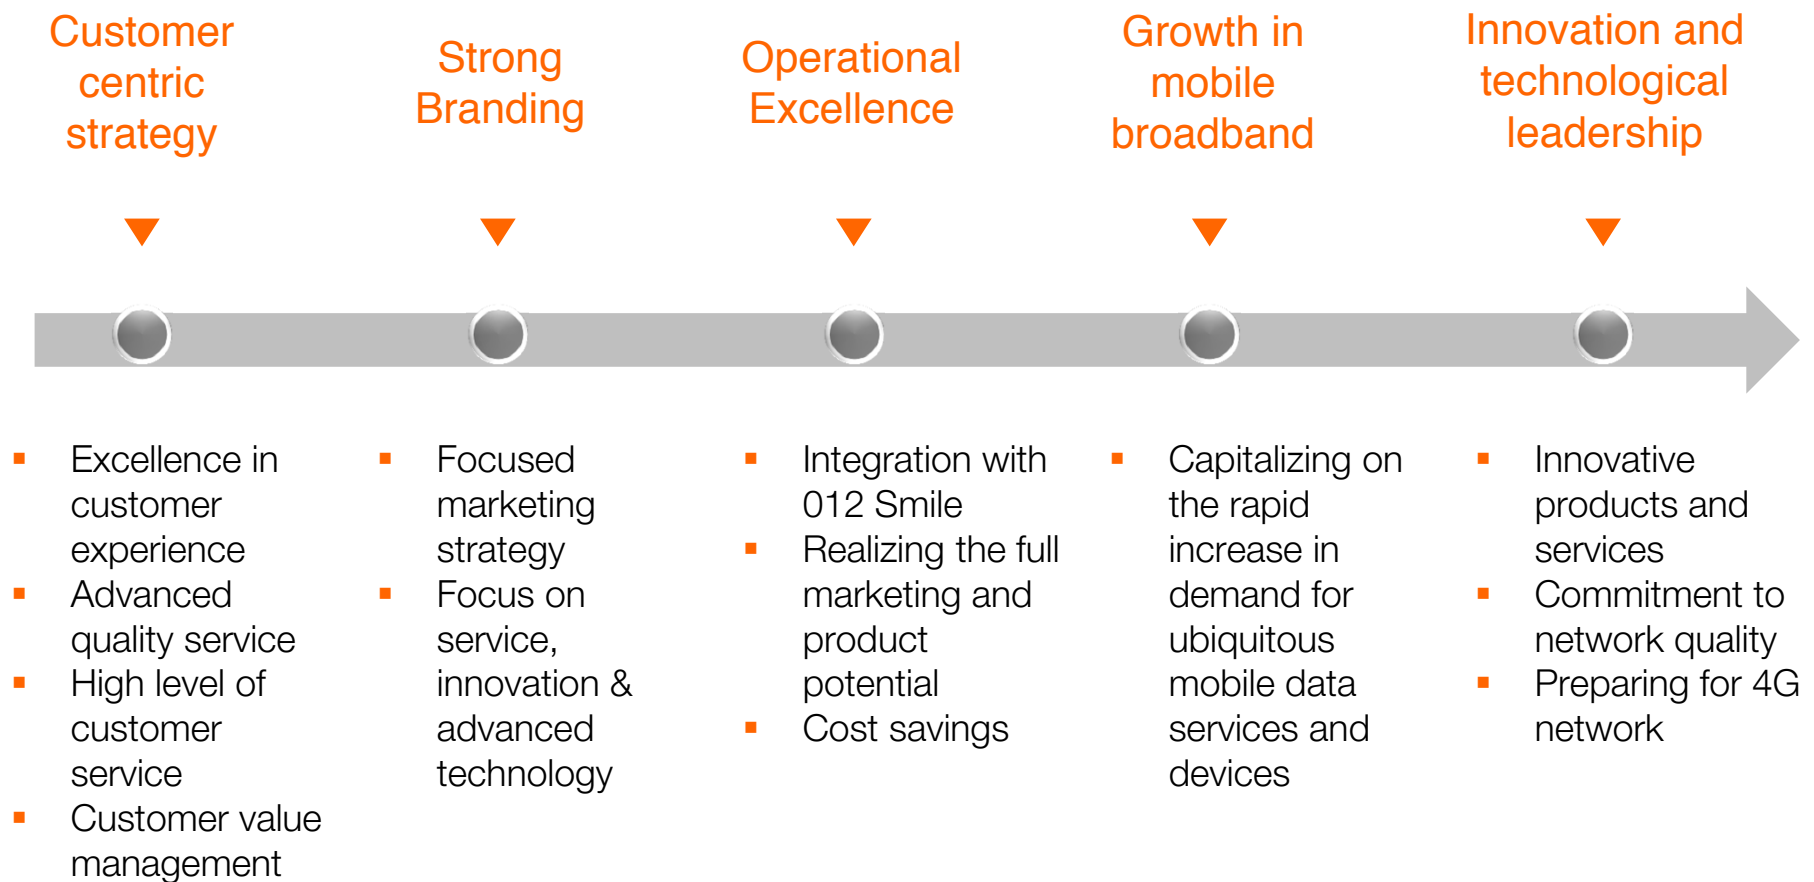 Customer
centric
strategy
Strong
Branding
Operational
Excellence
Growth in
mobile
broadband
Innovation and
technological
leadership
▪ Excellence in
customer
experience
▪ Advanced
quality service
▪ High level of
customer
service
▪ Customer value
management
▪ Focused
marketing
strategy
▪ Focus on
service,
innovation &
advanced
technology
▪ Integration with
012 Smile
▪ Realizing the full
marketing and
product
potential
▪ Cost savings
▪ Capitalizing on
the rapid
increase in
demand for
ubiquitous
mobile data
services and
devices
▪ Innovative
products and
services
▪ Commitment to
network quality
▪ Preparing for 4G
network